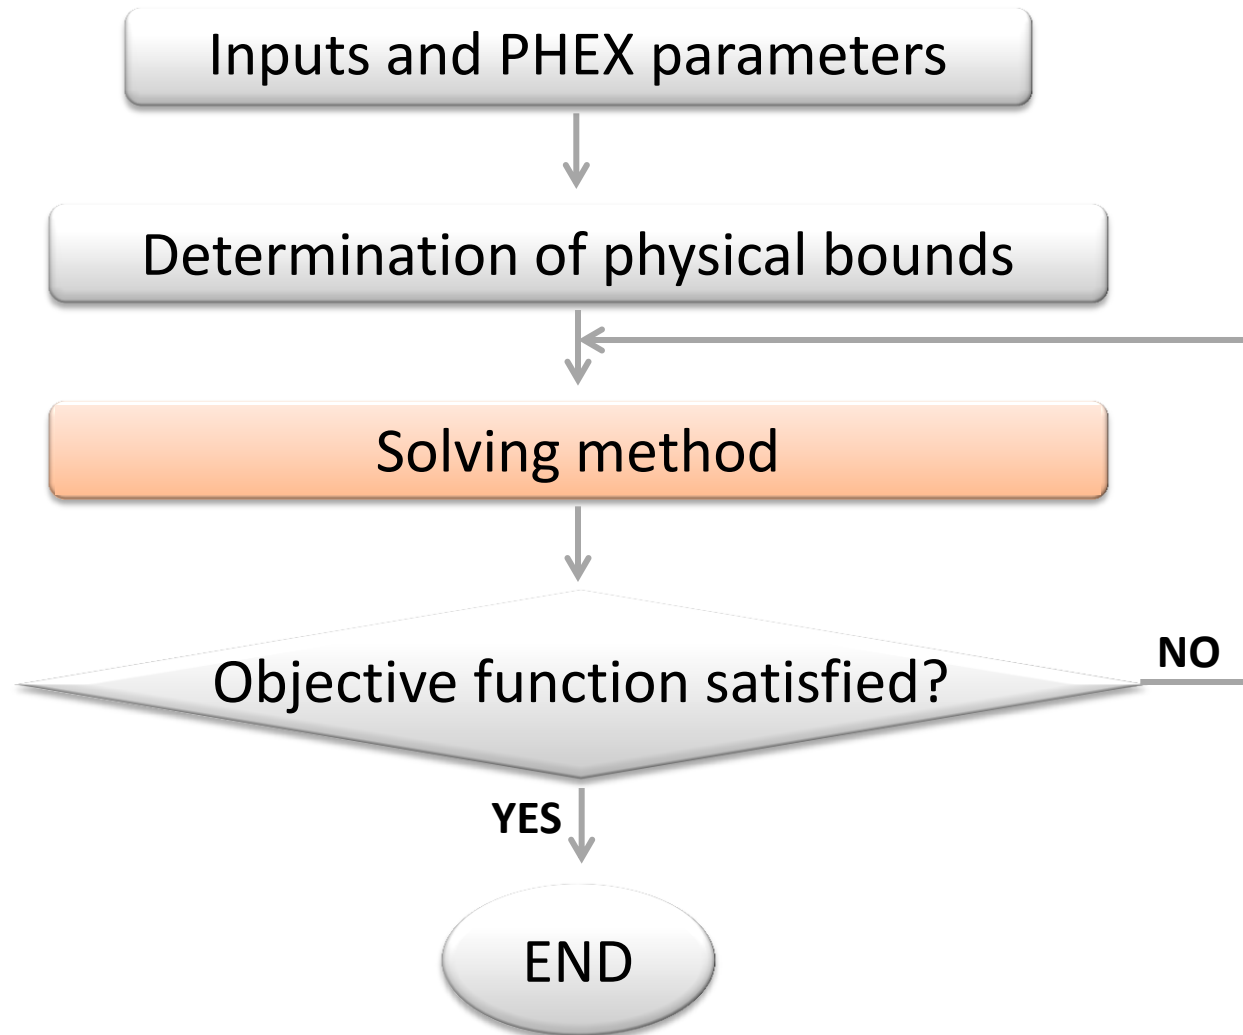 Inputs and PHEX parameters
Determination of physical bounds
Solving method
Objective function satisfied?
NO
YES
END